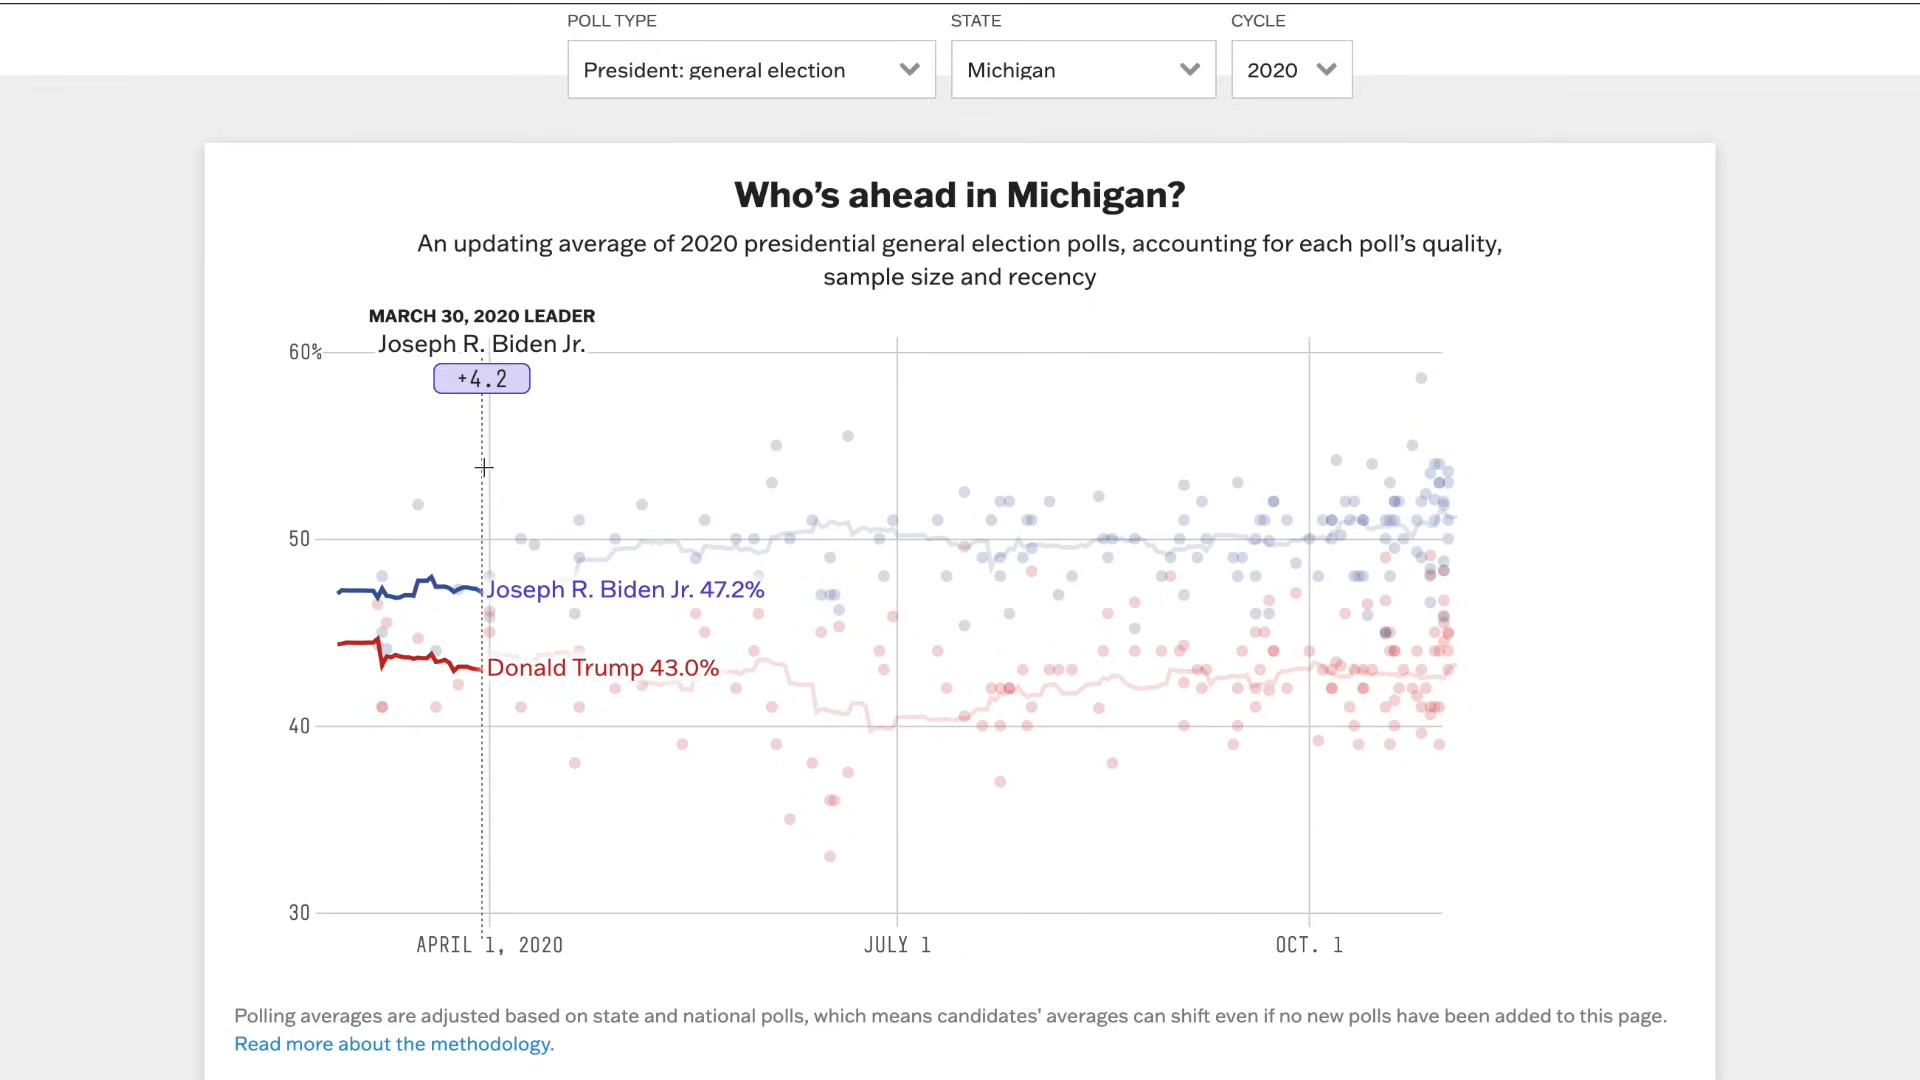 POLL TYPE
STATE
CYCLE
President: general election
Michigan
2020
Who’s ahead in Michigan?
An updating average of 2020 presidential general election polls, accounting for each poll’s quality,
sample size and recency
MARCH 30, 2020 LEADER
Joseph R. Biden Jr.
60%
+4.2
50
Joseph R. Biden Jr. 47.2%
Donald Trump 43.0%
40
30
APRIL 1, 2020
JULY 1
OCT. 1
Polling averages are adjusted based on state and national polls, which means candidates’ averages can shift even if no new polls have been added to this page.
Read more about the methodology.